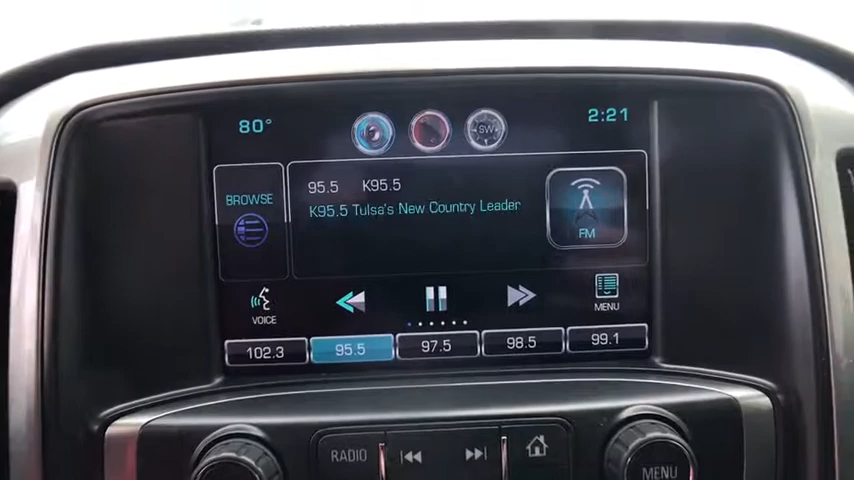 80°
SW
2:21
BROWSE
95.5 K95.5
K95.5 Tulsa's New Country Leader
FM
VOICE
MENU
102.3
95.5
97.5
98.5
99.1
RADIO
MENU